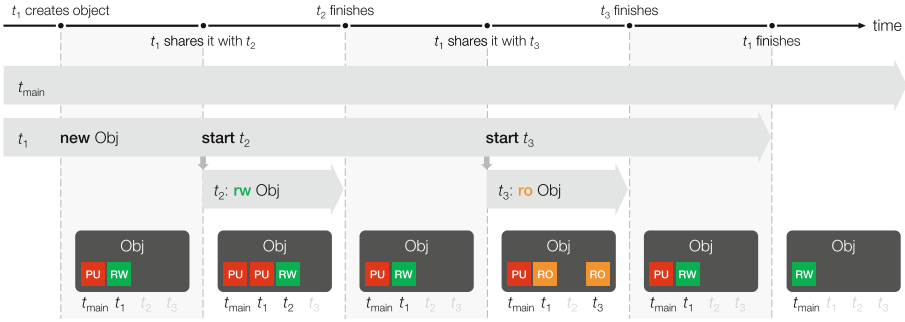 t1 creates object
t2 finishes
t3 finishes
time
t1 shares it with t2
t1 shares it with t3
t1 finishes
tmain
t1
new Obj
start t2
start t3
t2: rw Obj
t3: ro Obj
Obj
PU RW
tmain t1 t2 t3
Obj
PU PU RW
tmain t1 t2 t3
Obj
PU RW
tmain t1 t2 t3
Obj
PU RO RO
tmain t1 t2 t3
Obj
PU RW
tmain t1 t2 t3
Obj
RW
tmain t1 t2 t3